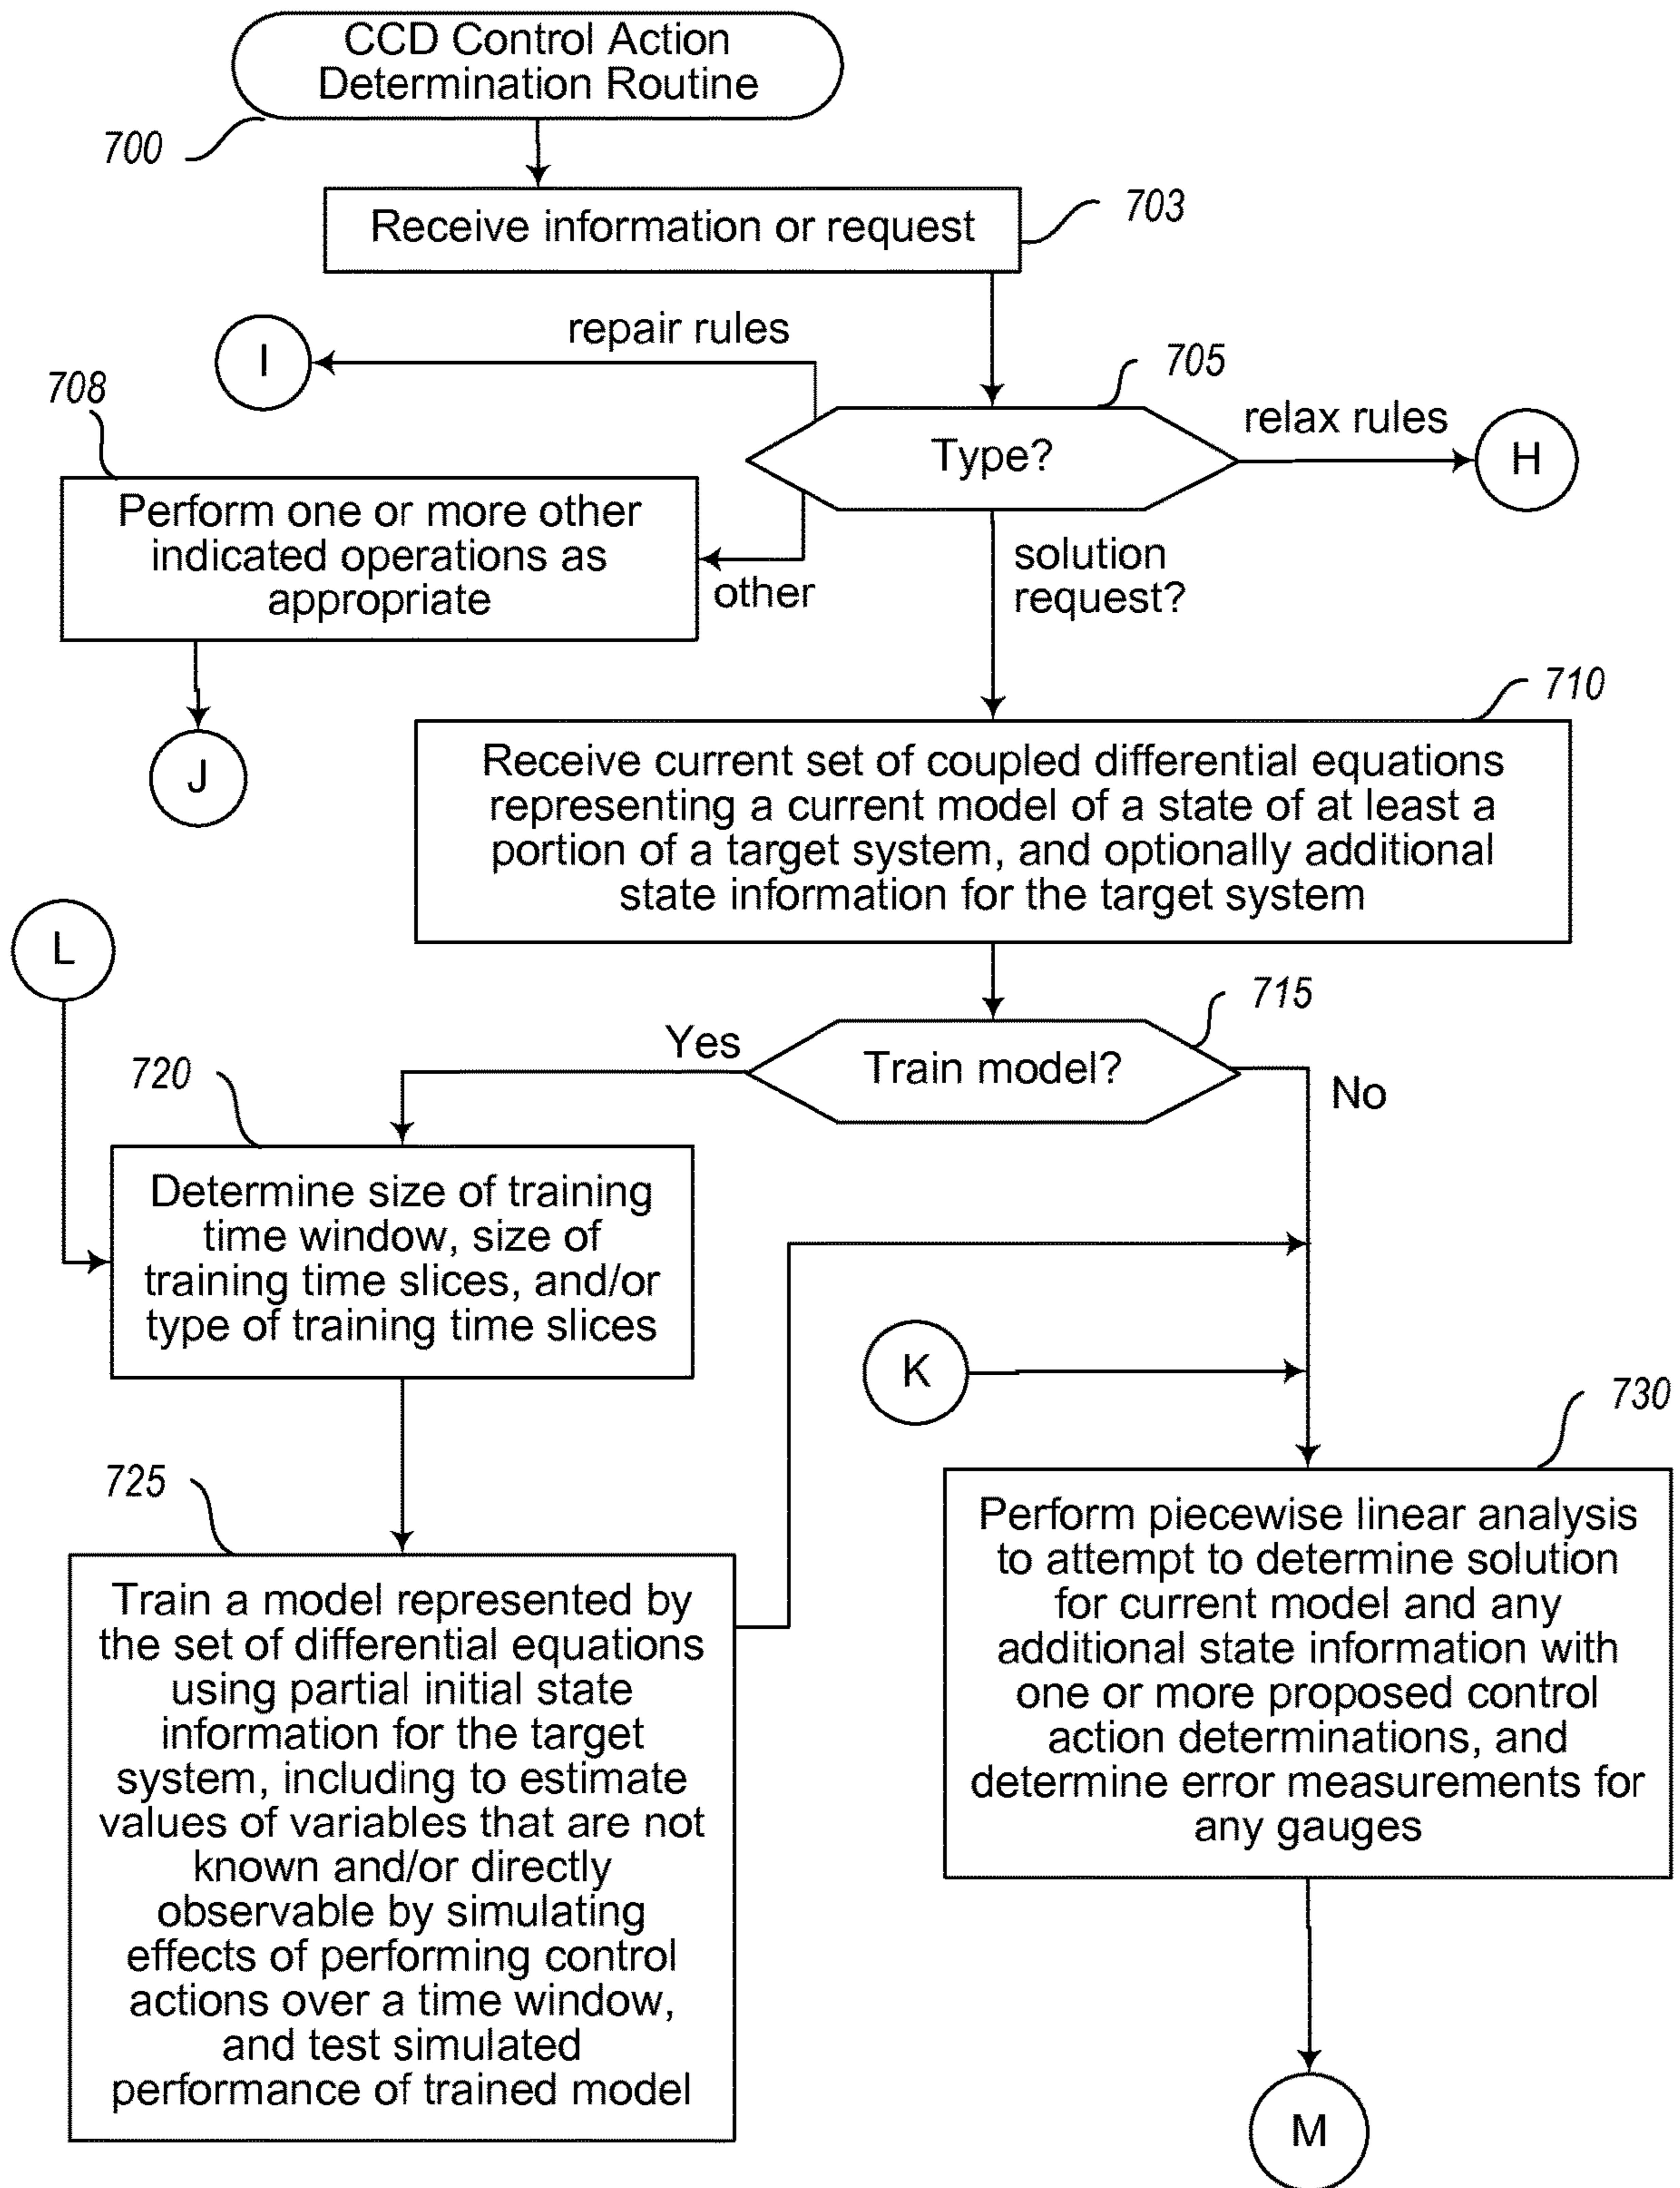 CCD Control Action
Determination Routine
700
Receive information or request
703
repair rules
I
705
708
Type?
relax rules
H
Perform one or more other
indicated operations as
appropriate
other
solution
request?
J
710
Receive current set of coupled differential equations
representing a current model of a state of at least a
portion of a target system, and optionally additional
state information for the target system
L
715
Yes
Train model?
No
720
Determine size of training
time window, size of
training time slices, and/or
type of training time slices
K
730
725
Train a model represented by
the set of differential equations
using partial initial state
information for the target
system, including to estimate
values of variables that are not
known and/or directly
observable by simulating
effects of performing control
actions over a time window,
and test simulated
performance of trained model
Perform piecewise linear analysis
to attempt to determine solution
for current model and any
additional state information with
one or more proposed control
action determinations, and
determine error measurements for
any gauges
M